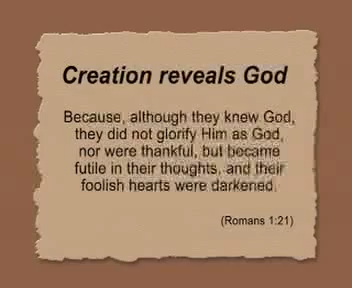 Creation reveals God
Because, although they knew God,
they did not glorify Him as God,
nor were thankful, but became
futile in their thoughts, and their
foolish hearts were darkened.
(Romans 1:21)